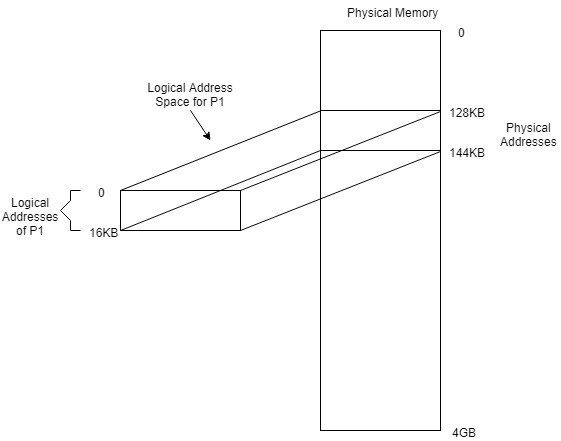 Physical Memory
0
Logical Address
Space for P1
128KB
Physical
Addresses
144KB
0
Logical
Addresses
of P1
16KB
4GB